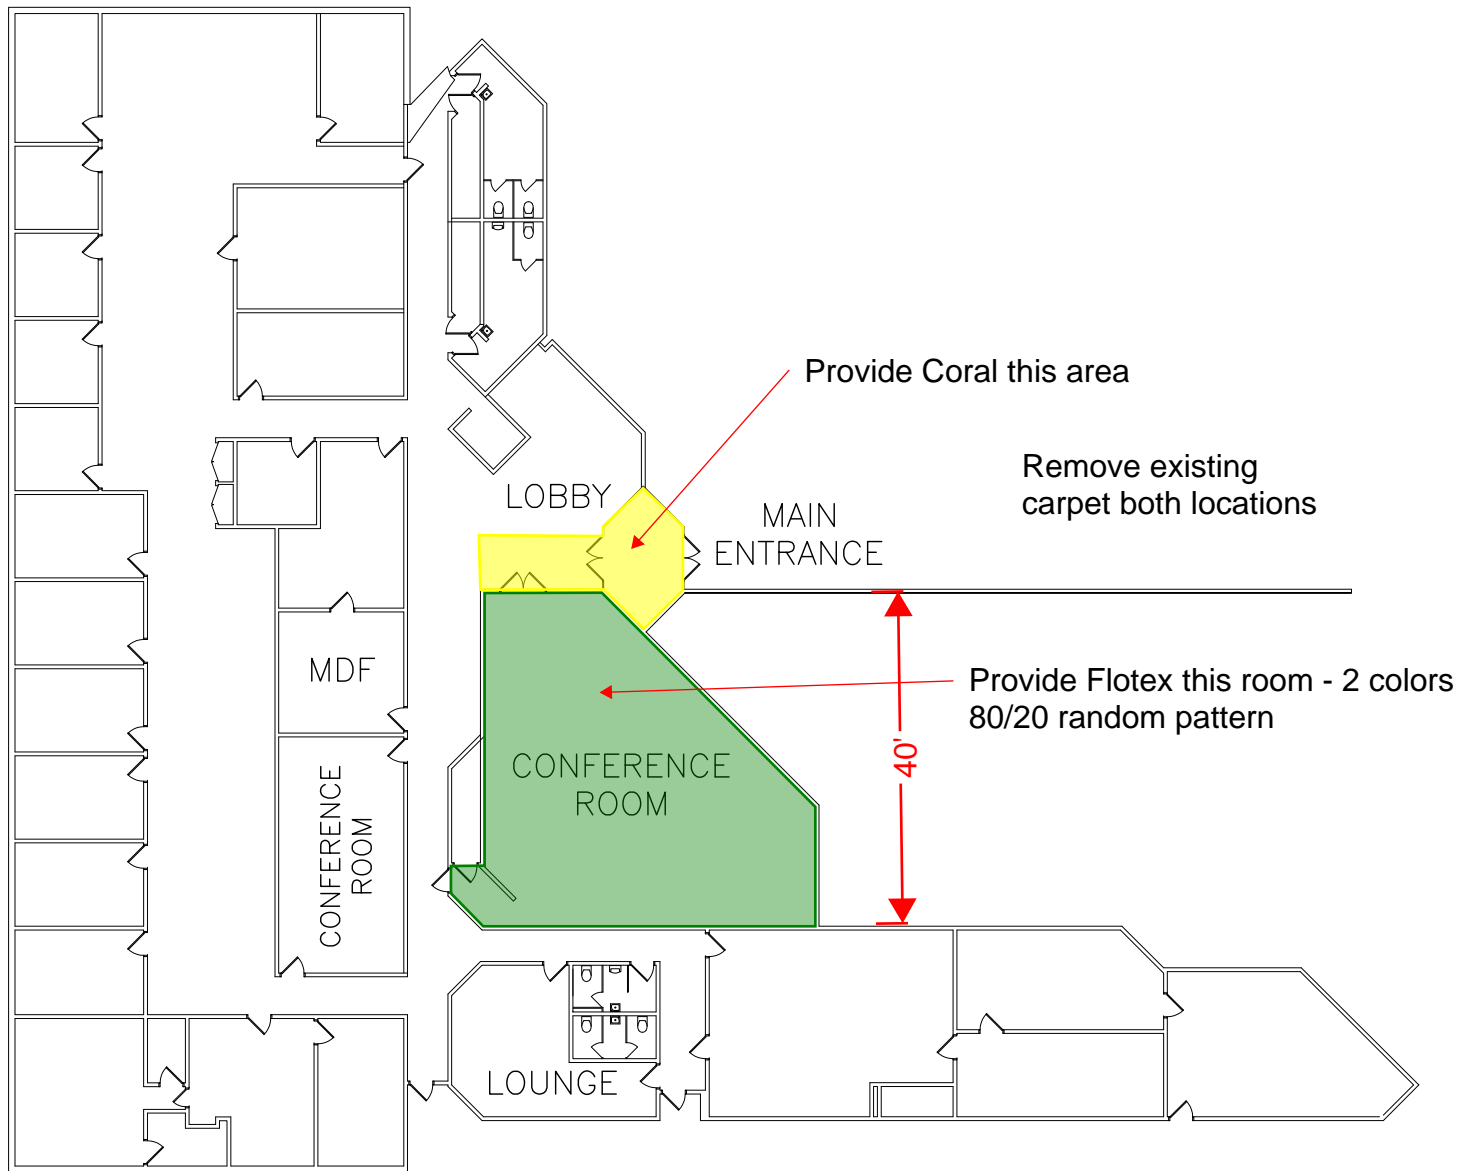 Provide Coral this area
Remove existing
carpet both locations
LOBBY
MAIN
ENTRANCE
MDF
Provide Flotex this room - 2 colors
80/20 random pattern
40'
CONFERENCE
ROOM
CONFERENCE
ROOM
LOUNGE